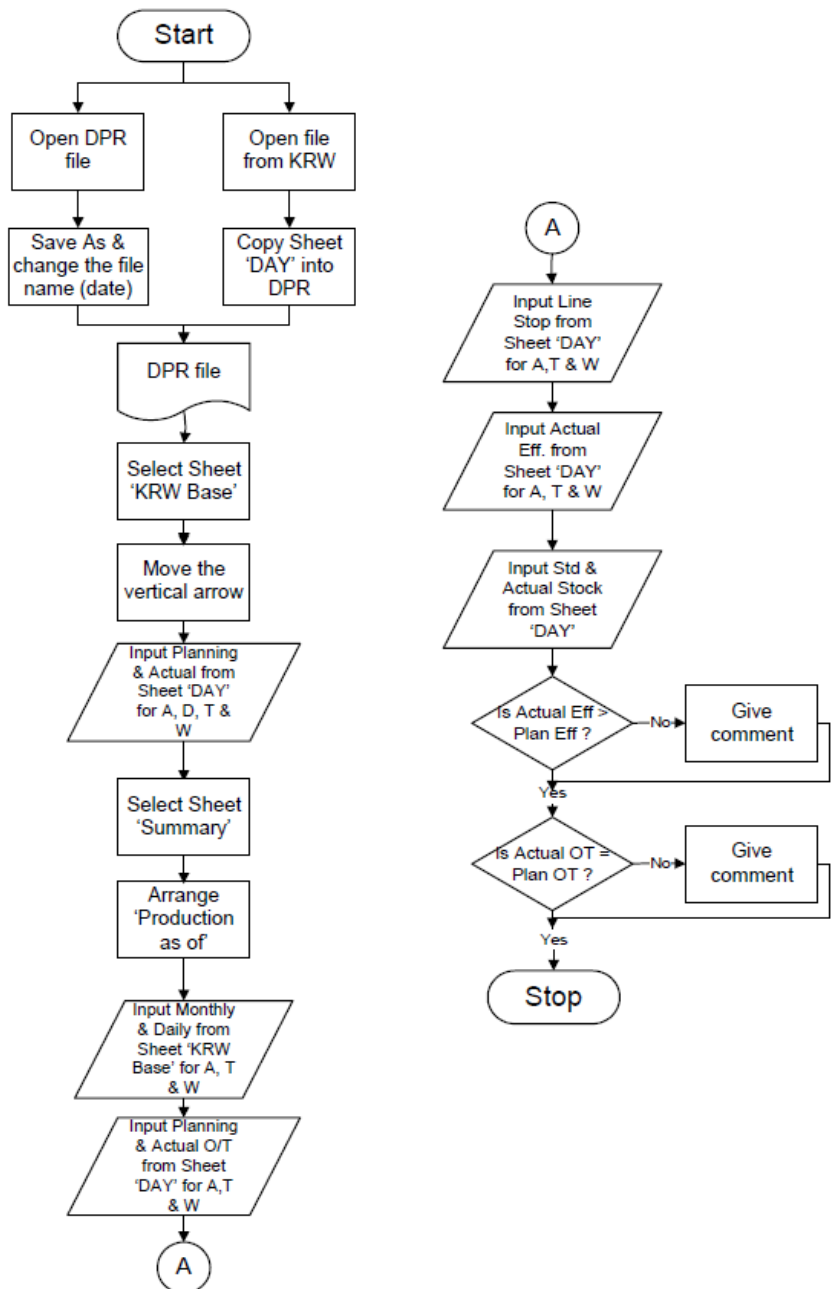 Start
Open DPR
file
Open file
from KRW
Save As &
change the file
name (date)
Copy Sheet
‘DAY’ into
DPR
DPR file
Select Sheet
‘KRW Base’
Move the
vertical arrow
Input Planning
& Actual from
Sheet ‘DAY’
for A, D, T &
W
Select Sheet
‘Summary’
Arrange
‘Production
as of’
Input Monthly
& Daily from
Sheet ‘KRW
Base’ for A, T
& W
Input Planning
& Actual O/T
from Sheet
‘DAY’ for A,T
& W
A
A
Input Line
Stop from
Sheet ‘DAY’
for A,T & W
Input Actual
Eff. from
Sheet ‘DAY’
for A, T & W
Input Std &
Actual Stock
from Sheet
‘DAY’
Is Actual Eff >
Plan Eff ?
No
Give
comment
Yes
Is Actual OT =
Plan OT ?
No
Give
comment
Yes
Stop